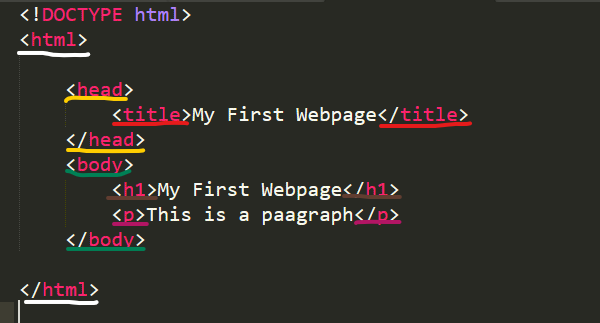 <!DOCTYPE html>
<html>
<head>
<title>My First Webpage</title>
</head>
<body>
<h1>My First Webpage</h1>
<p>This is a paagraph</p>
</body>
</html>